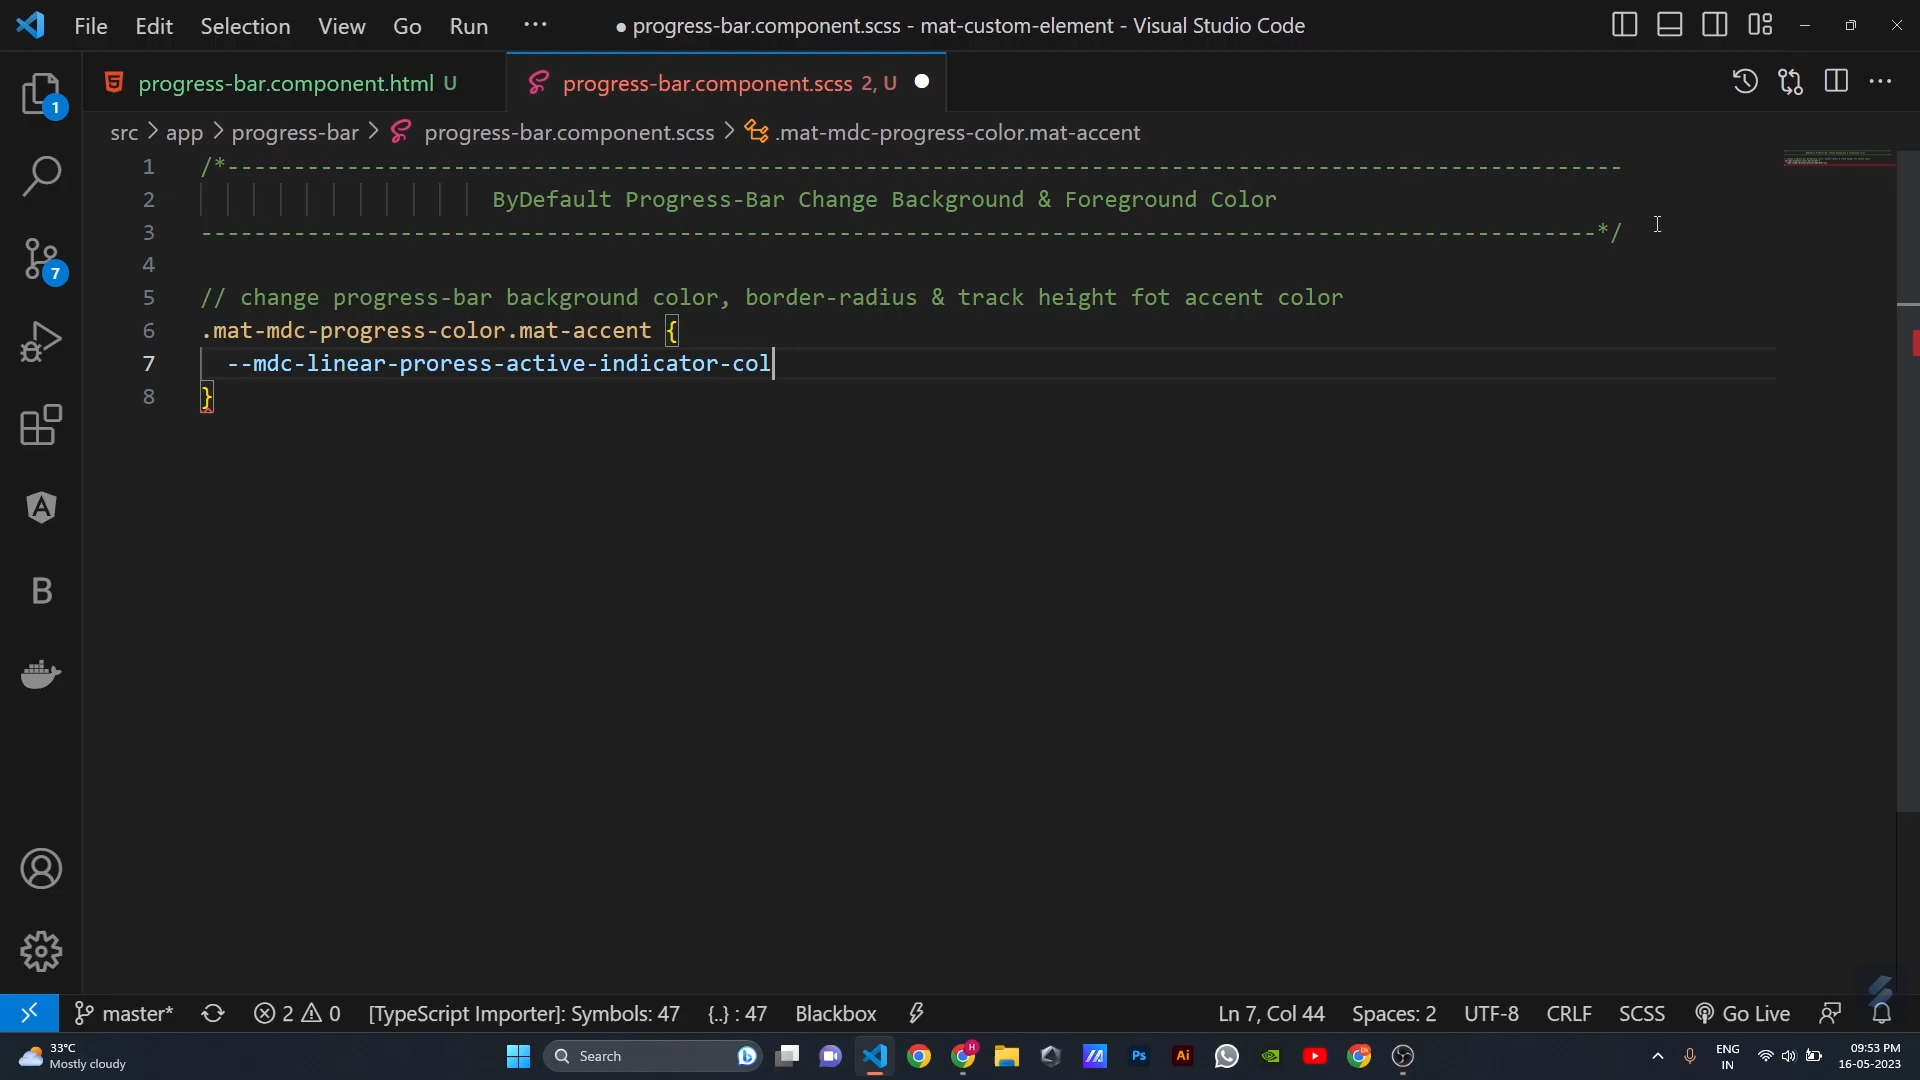 File Edit Selection View Go Run ··· ● progress-bar.component.scss - mat-custom-element - Visual Studio Code
progress-bar.component.html U progress-bar.component.scss 2, U
src > app > progress-bar > progress-bar.component.scss > .mat-mdc-progress-color.mat-accent
1 /*---------------------------------------------------------------------------------------------------------
2 ByDefault Progress-Bar Change Background & Foreground Color
3 ---------------------------------------------------------------------------------------------------------*/
4
5 // change progress-bar background color, border-radius & track height fot accent color
6 .mat-mdc-progress-color.mat-accent {
7 --mdc-linear-proress-active-indicator-col
8 }
1
7
B
master* 2 0 [TypeScript Importer]: Symbols: 47 {..} : 47 Blackbox Ln 7, Col 44 Spaces: 2 UTF-8 CRLF SCSS Go Live
33°C
Mostly cloudy
Search
Ps
Ai
H
ENG
IN
09:53 PM
16-05-2023